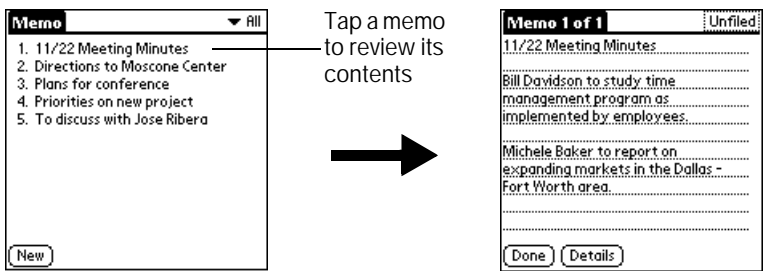 Memo
All
1. 11/22 Meeting Minutes
2. Directions to Moscone Center
3. Plans for conference
4. Priorities on new project
5. To discuss with Jose Ribera
New
Tap a memo
to review its
contents
Memo 1 of 1
Unfiled
11/22 Meeting Minutes
Bill Davidson to study time
management program as
implemented by employees.
Michele Baker to report on
expanding markets in the Dallas -
Fort Worth area.
Done Details